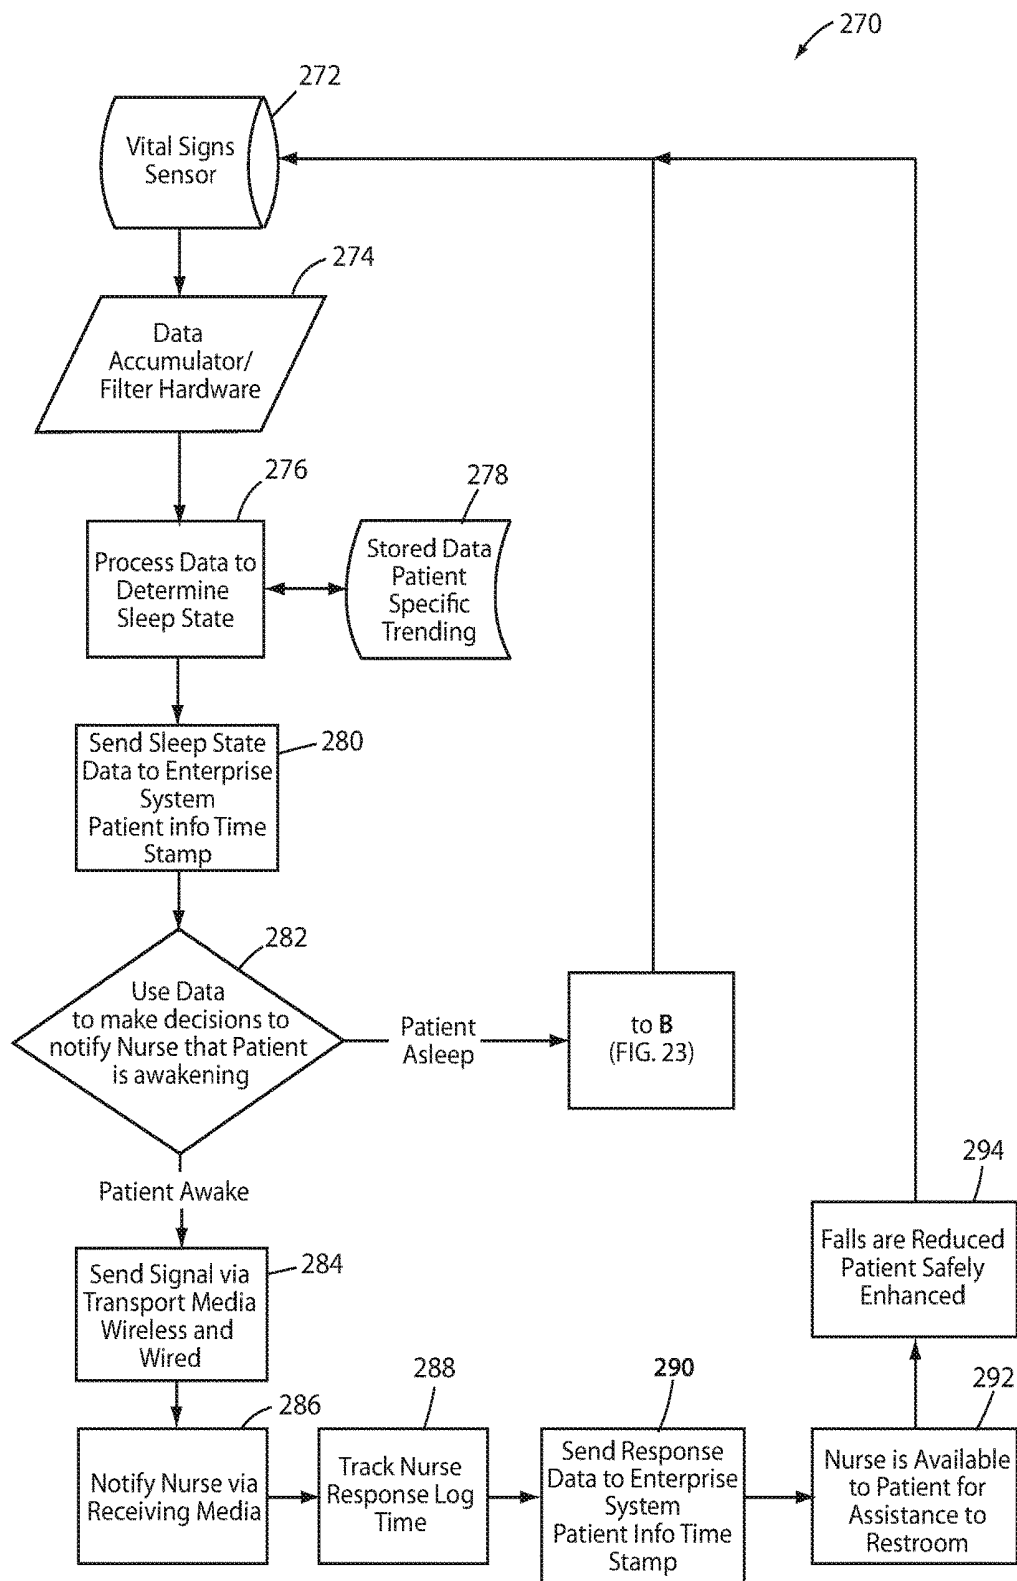 270
272
Vital Signs
Sensor
274
Data
Accumulator/
Filter Hardware
276
Process Data to
Determine
Sleep State
278
Stored Data
Patient
Specific
Trending
280
Send Sleep State
Data to Enterprise
System
Patient info Time
Stamp
282
Use Data
to make decisions to
notify Nurse that Patient
is awakening
Patient
Asleep
to B
(FIG. 23)
Patient Awake
284
Send Signal via
Transport Media
Wireless and
Wired
286
Notify Nurse via
Receiving Media
288
Track Nurse
Response Log
Time
290
Send Response
Data to Enterprise
System
Patient Info Time
Stamp
292
Nurse is Available
to Patient for
Assistance to
Restroom
294
Falls are Reduced
Patient Safely
Enhanced